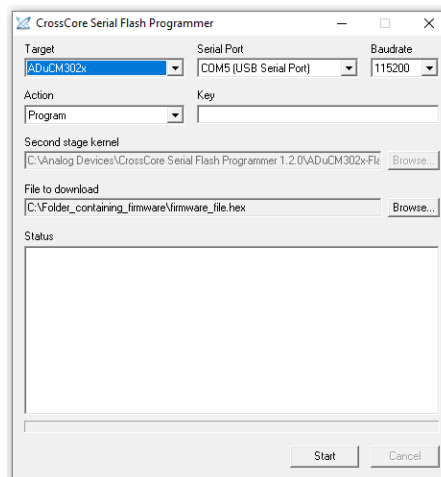 CrossCore Serial Flash Programmer
Target Serial Port Baudrate
ADuCM302x COM5 (USB Serial Port) 115200
Action Key
Program
Second stage kernel
C:\Analog Devices\CrossCore Serial Flash Programmer 1.2.0\ADuCM302x-Fla Browse...
File to download
C:\Folder_containing_firmware\firmware_file.hex Browse...
Status
Start Cancel